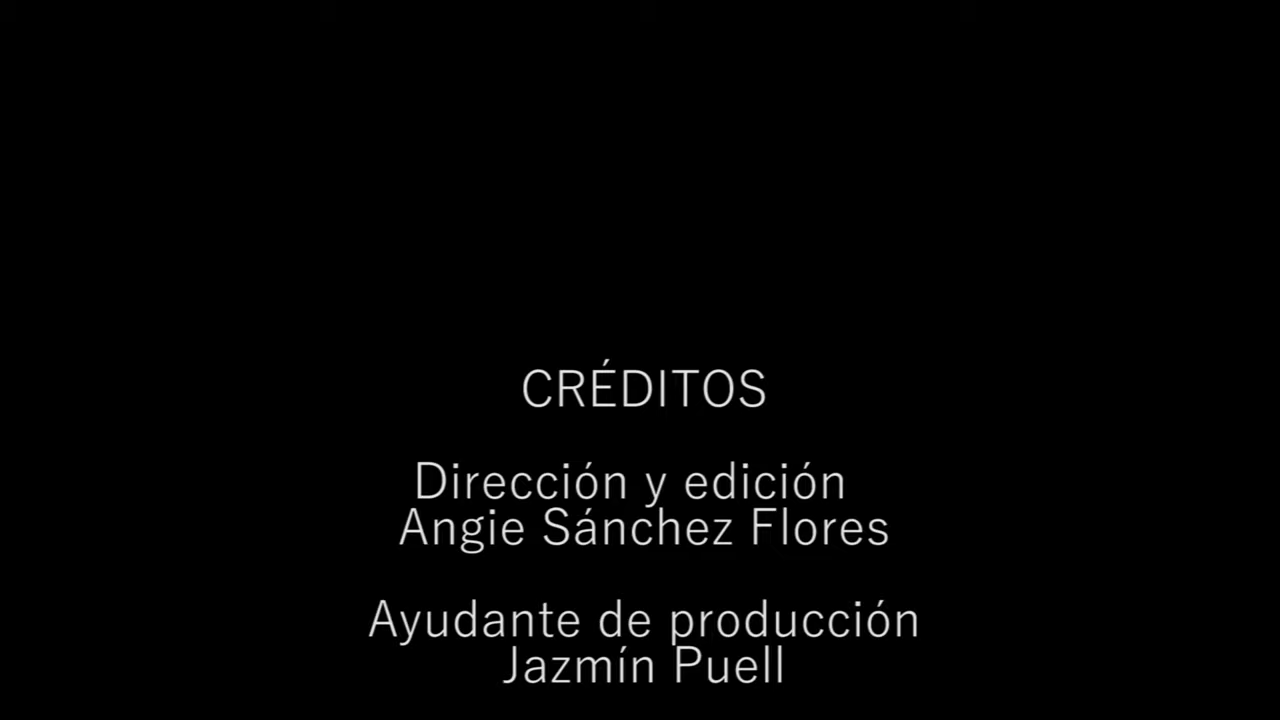 CRÉDITOS
Dirección y edición
Angie Sánchez Flores
Ayudante de producción
Jazmín Puell